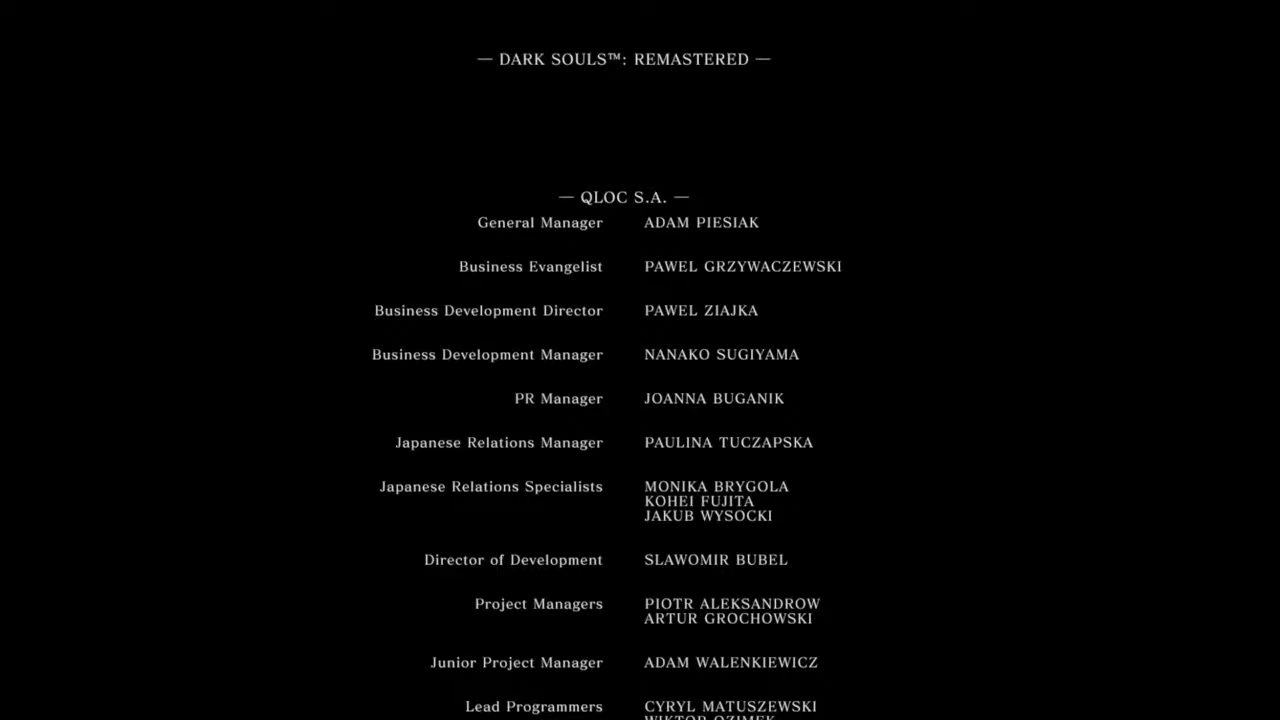 — DARK SOULS™: REMASTERED —
— QLOC S.A. —
General Manager ADAM PIESIAK
Business Evangelist PAWEL GRZYWACZEWSKI
Business Development Director PAWEL ZIAJKA
Business Development Manager NANAKO SUGIYAMA
PR Manager JOANNA BUGANIK
Japanese Relations Manager PAULINA TUCZAPSKA
Japanese Relations Specialists MONIKA BRYGOLA
KOHEI FUJITA
JAKUB WYSOCKI
Director of Development SLAWOMIR BUBEL
Project Managers PIOTR ALEKSANDROW
ARTUR GROCHOWSKI
Junior Project Manager ADAM WALENKIEWICZ
Lead Programmers CYRYL MATUSZEWSKI
WIKTOR OZIMEK